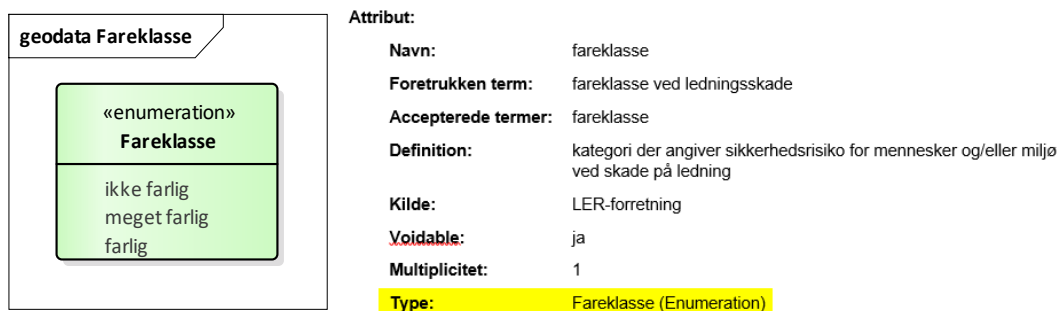 geodata Fareklasse
«enumeration»
Fareklasse
ikke farlig
meget farlig
farlig
Attribut:
Navn: fareklasse
Foretrukken term: fareklasse ved ledningsskade
Accepterede termer: fareklasse
Definition: kategori der angiver sikkerhedsrisiko for mennesker og/eller miljø
ved skade på ledning
Kilde: LER-forretning
Voidable: ja
Multiplicitet: 1
Type: Fareklasse (Enumeration)